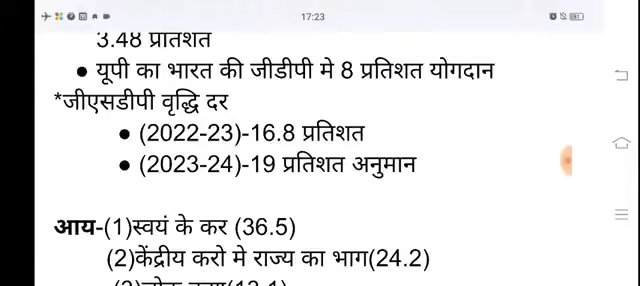 17:23
3.48 प्रतिशत
● यूपी का भारत की जीडीपी मे 8 प्रतिशत योगदान
*जीएसडीपी वृद्धि दर
● (2022-23)-16.8 प्रतिशत
● (2023-24)-19 प्रतिशत अनुमान
आय-(1)स्वयं के कर (36.5)
(2)केंद्रीय करो मे राज्य का भाग(24.2)